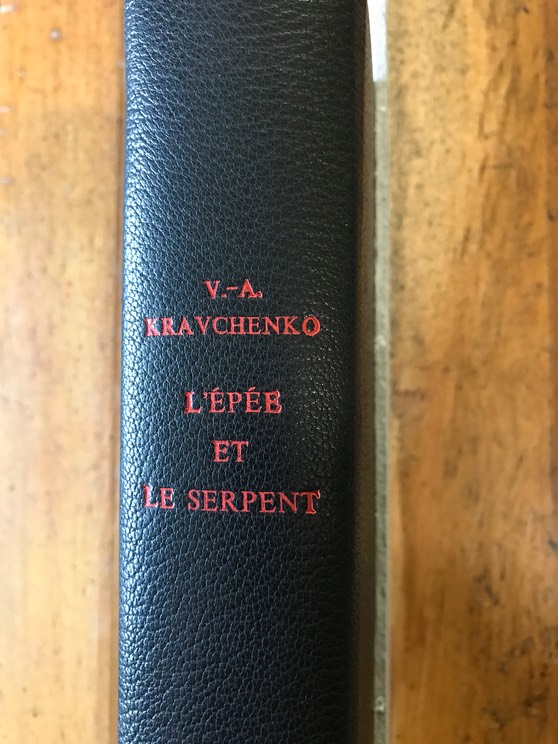 V.-A.
KRAVCHENKO
L'ÉPÉE
ET
LE SERPENT